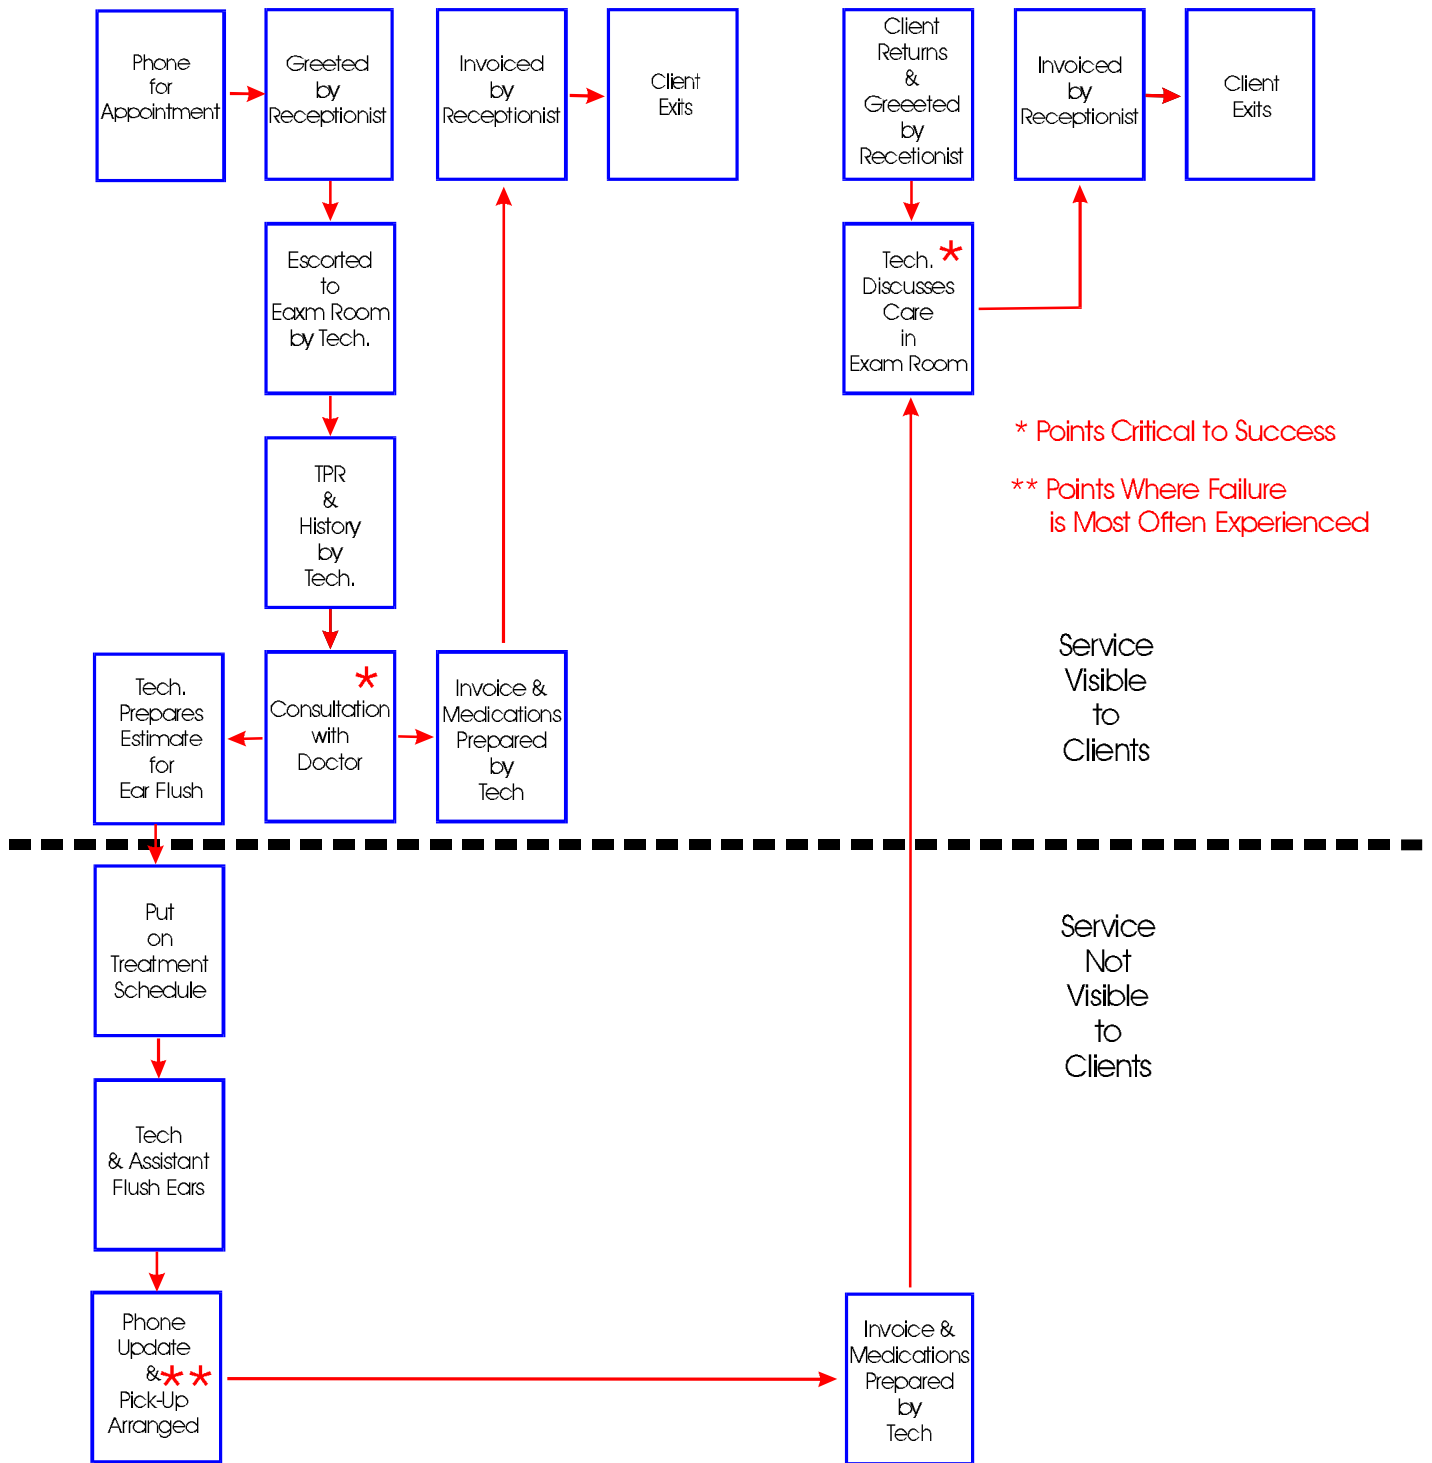 Phone
for
Appointment
Greeted
by
Receptionist
Invoiced
by
Receptionist
Client
Exits
Client
Returns
&
Greeeted
by
Recetionist
Invoiced
by
Receptionist
Client
Exits
Escorted
to
Eaxm Room
by Tech.
Tech. *
Discusses
Care
in
Exam Room
* Points Critical to Success
** Points Where Failure
is Most Often Experienced
TPR
&
History
by
Tech.
Tech.
Prepares
Estimate
for
Ear Flush
*
Consultation
with
Doctor
Invoice &
Medications
Prepared
by
Tech
Service
Visible
to
Clients
Put
on
Treatment
Schedule
Service
Not
Visible
to
Clients
Tech
& Assistant
Flush Ears
Phone
Update
&**
Pick-Up
Arranged
Invoice &
Medications
Prepared
by
Tech